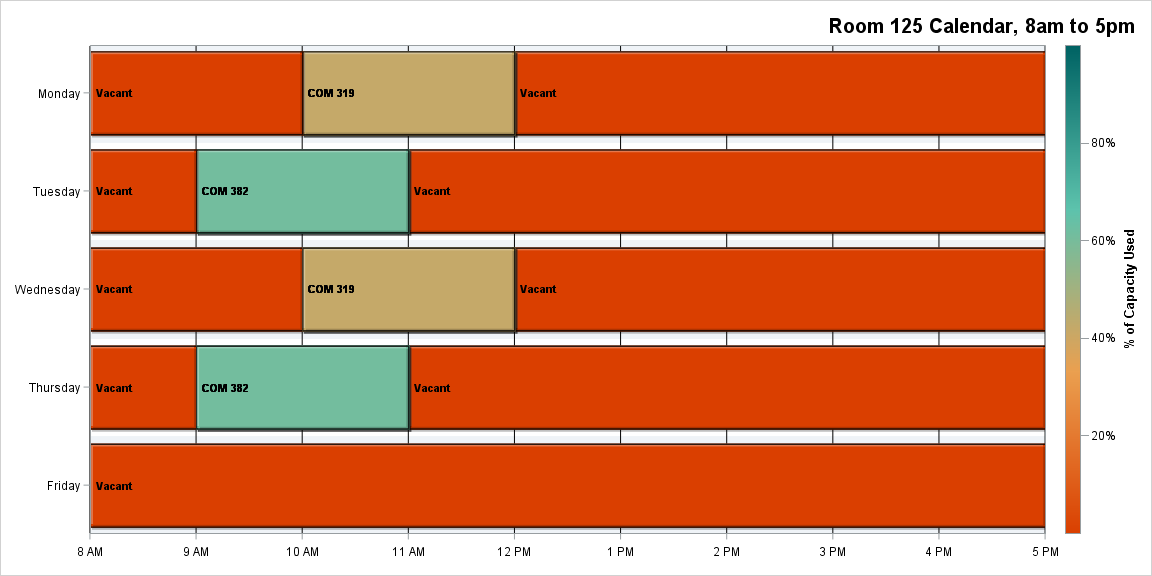 Room 125 Calendar, 8am to 5pm
Monday
Vacant
COM 319
Vacant
Tuesday
Vacant
COM 382
Vacant
Wednesday
Vacant
COM 319
Vacant
Thursday
Vacant
COM 382
Vacant
Friday
Vacant
8 AM
9 AM
10 AM
11 AM
12 PM
1 PM
2 PM
3 PM
4 PM
5 PM
80%
60%
40%
20%
% of Capacity Used